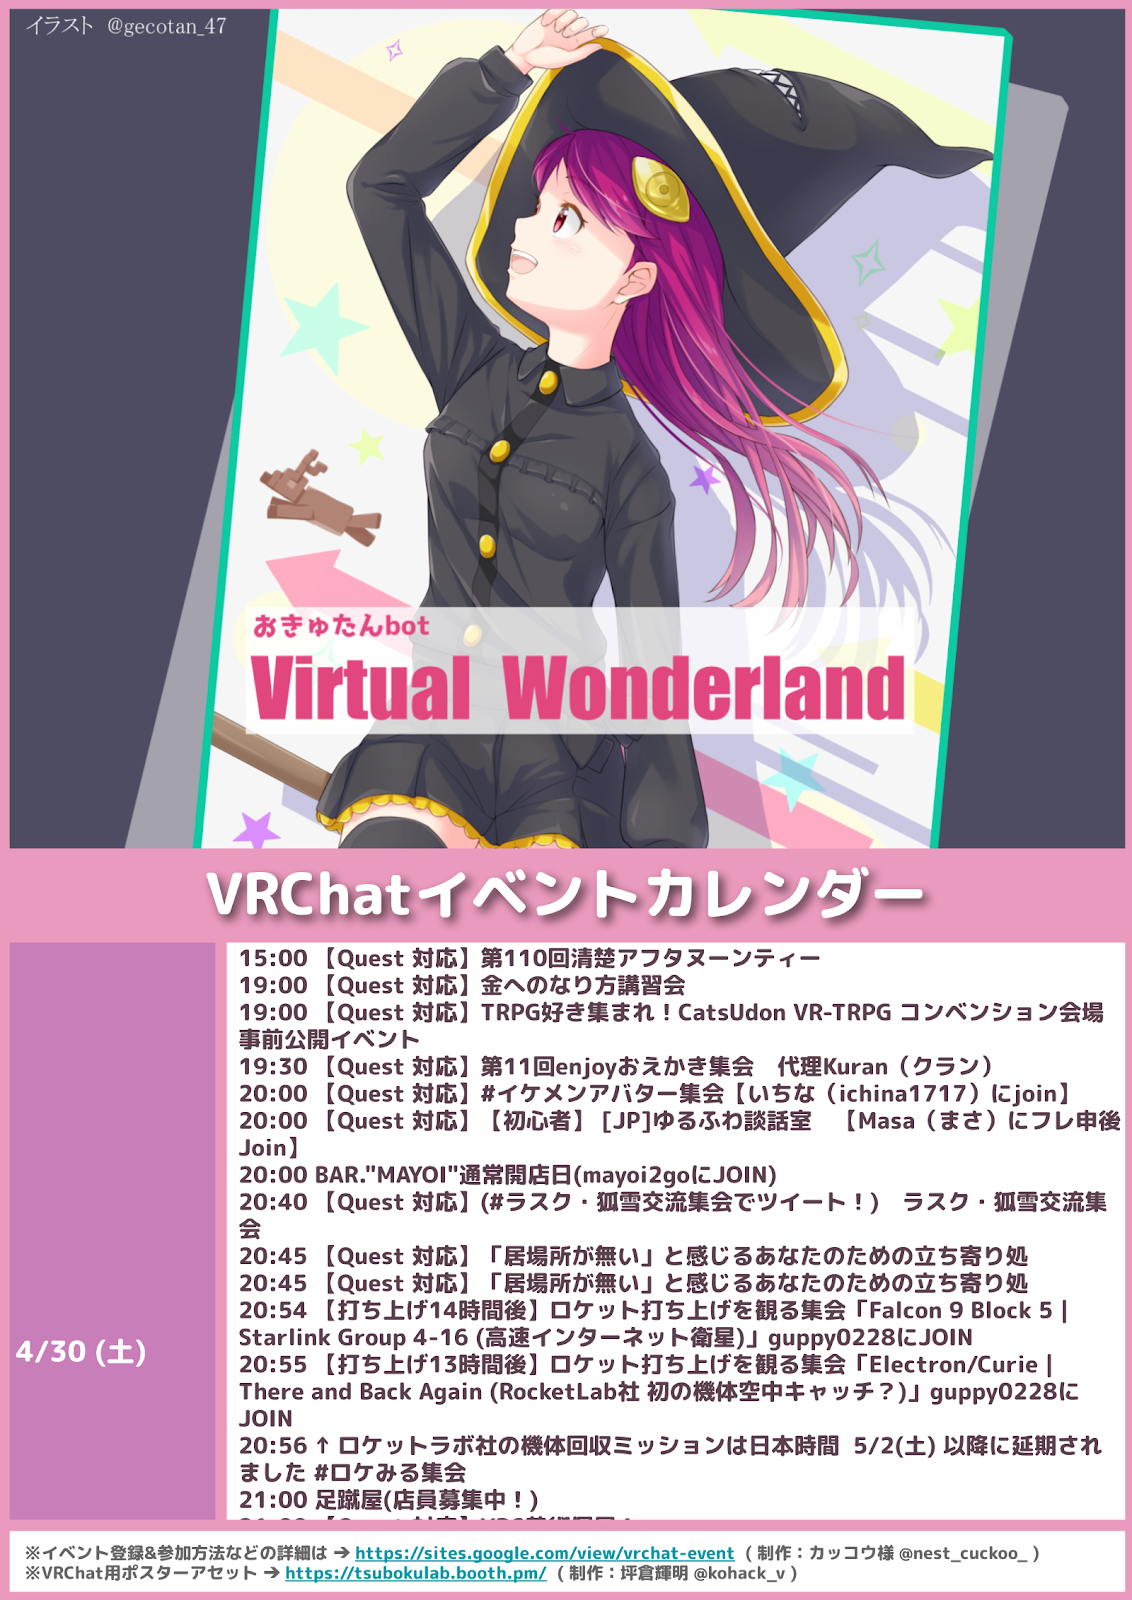 イラスト @gecotan_47
おきゅたんbot
Virtual Wonderland
VRChatイベントカレンダー
4/30 (土)
15:00 【Quest 対応】第110回清楚アフタヌーンティー
19:00 【Quest 対応】金へのなり方講習会
19:00 【Quest 対応】TRPG好き集まれ！CatsUdon VR-TRPG コンベンション会場
事前公開イベント
19:30 【Quest 対応】第11回enjoyおえかき集会　代理Kuran（クラン）
20:00 【Quest 対応】#イケメンアバター集会【いちな（ichina1717）にjoin】
20:00 【Quest 対応】【初心者】 [JP]ゆるふわ談話室　【Masa（まさ）にフレ申後
Join】
20:00 BAR."MAYOI"通常開店日(mayoi2goにJOIN)
20:40 【Quest 対応】(#ラスク・狐雪交流集会でツイート！)　ラスク・狐雪交流集
会
20:45 【Quest 対応】「居場所が無い」と感じるあなたのための立ち寄り処
20:45 【Quest 対応】「居場所が無い」と感じるあなたのための立ち寄り処
20:54 【打ち上げ14時間後】ロケット打ち上げを観る集会「Falcon 9 Block 5 |
Starlink Group 4-16 (高速インターネット衛星)」guppy0228にJOIN
20:55 【打ち上げ13時間後】ロケット打ち上げを観る集会「Electron/Curie |
There and Back Again (RocketLab社 初の機体空中キャッチ？)」guppy0228に
JOIN
20:56 ↑ ロケットラボ社の機体回収ミッションは日本時間 5/2(土) 以降に延期され
ました #ロケみる集会
21:00 足蹴屋(店員募集中！)
※イベント登録&参加方法などの詳細は → https://sites.google.com/view/vrchat-event ( 制作：カッコウ様 @nest_cuckoo_ )
※VRChat用ポスターアセット → https://tsubokulab.booth.pm/ ( 制作：坪倉輝明 @kohack_v )